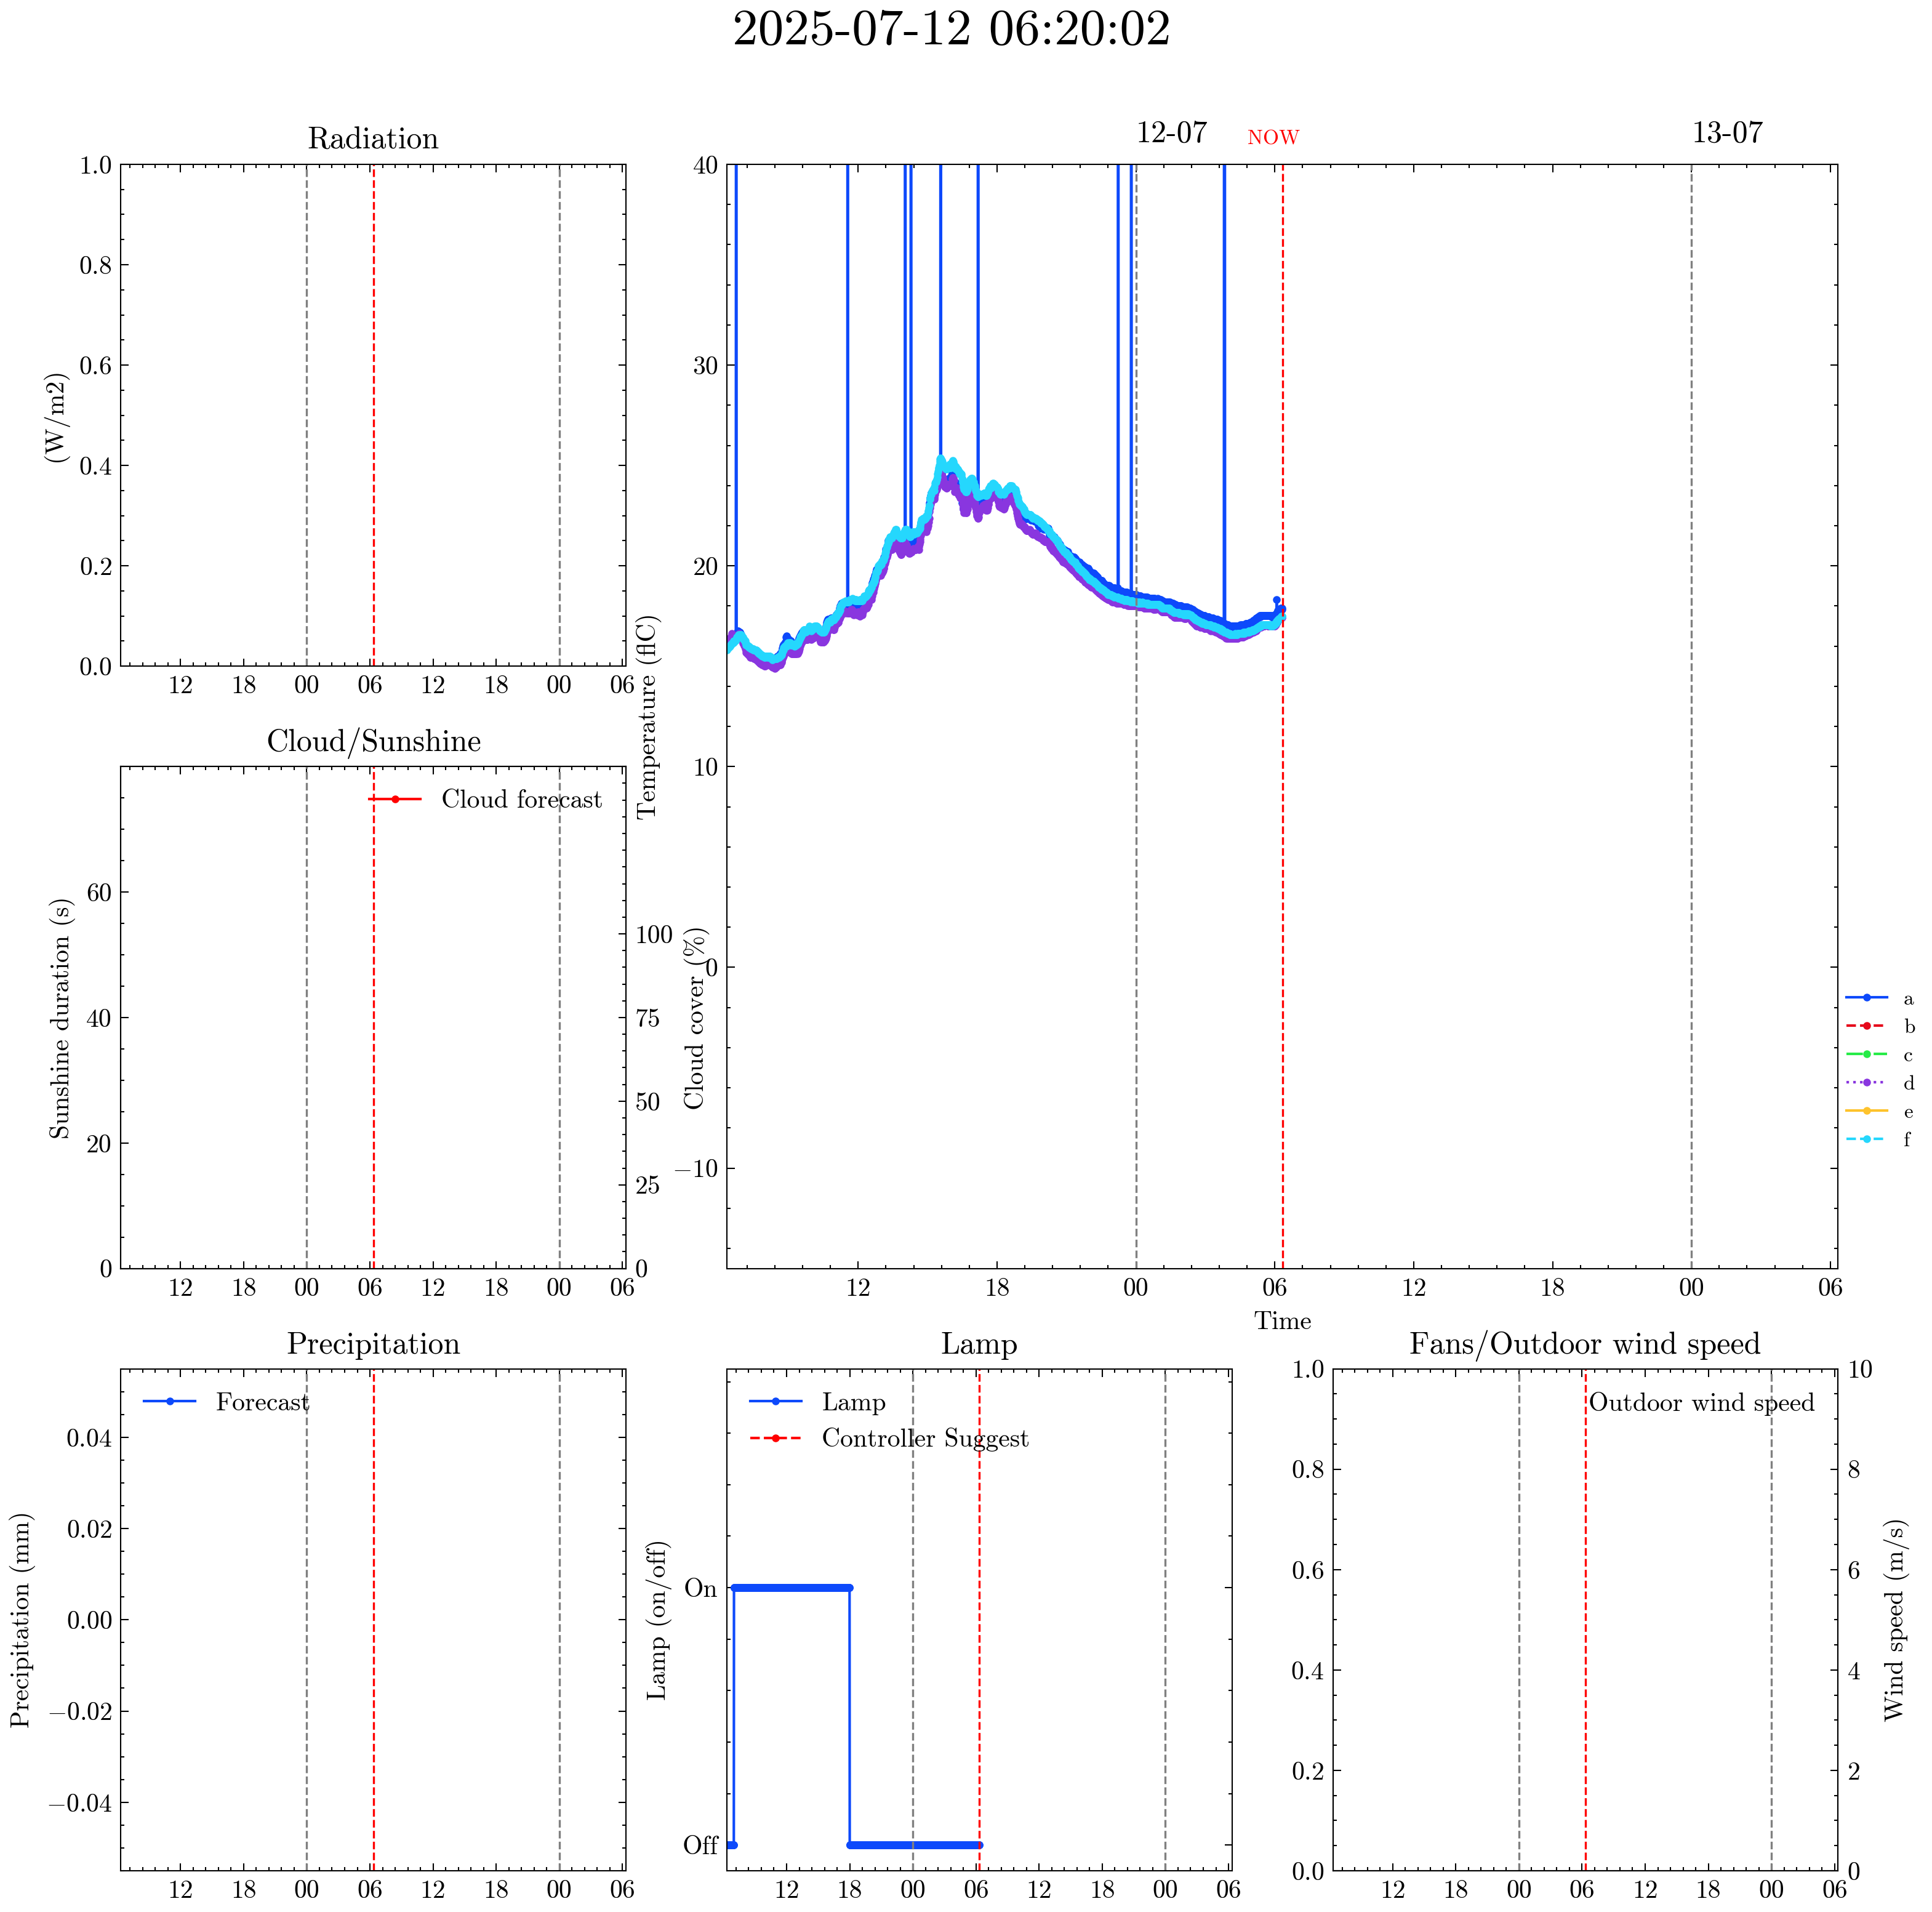 2025-07-12 06:20:02
Radiation
1.0
0.8
0.6
0.4
0.2
0.0
(W/m2)
12 18 00 06 12 18 00 06
12-07 NOW 13-07
40
30
20
10
0
−10
Temperature (flC)
12 18 00 06 12 18 00 06
Time
a
b
c
d
e
f
Cloud/Sunshine
Cloud forecast
60
40
20
0
Sunshine duration (s)
100
75
50
25
0
Cloud cover (%)
12 18 00 06 12 18 00 06
Precipitation
Forecast
0.04
0.02
0.00
−0.02
−0.04
Precipitation (mm)
12 18 00 06 12 18 00 06
Lamp
Lamp
Controller Suggest
On
Off
Lamp (on/off)
12 18 00 06 12 18 00 06
Fans/Outdoor wind speed
Outdoor wind speed
1.0
0.8
0.6
0.4
0.2
0.0
10
8
6
4
2
0
Wind speed (m/s)
12 18 00 06 12 18 00 06